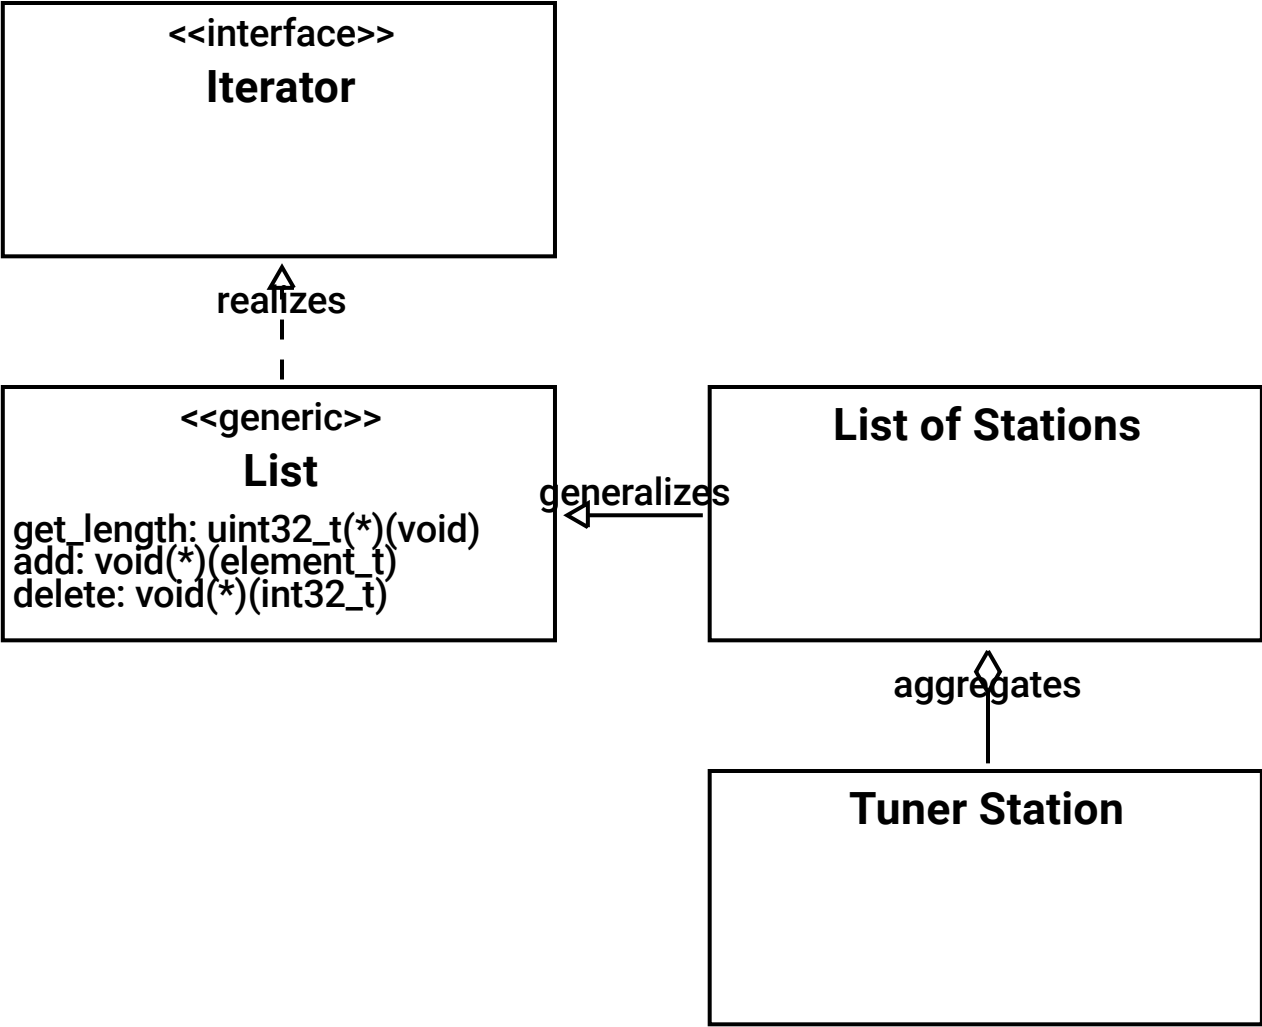 <<interface>>
Iterator
realizes
<<generic>>
List
get_length: uint32_t(*)(void)
add: void(*)(element_t)
delete: void(*)(int32_t)
generalizes
List of Stations
aggregates
Tuner Station